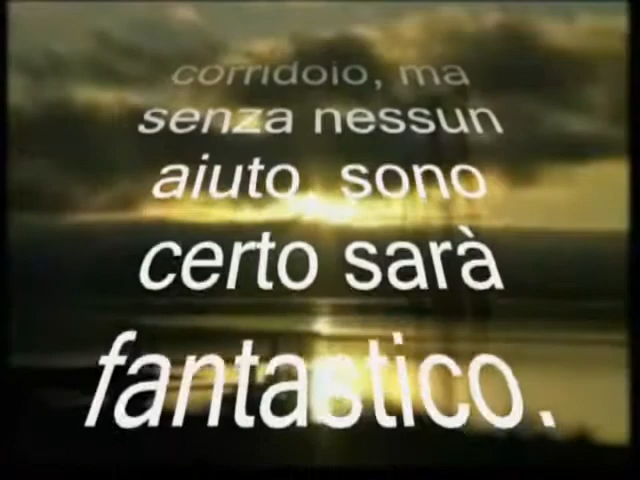 corridoio, ma
senza nessun
aiuto, sono
certo sarà
fantastico.